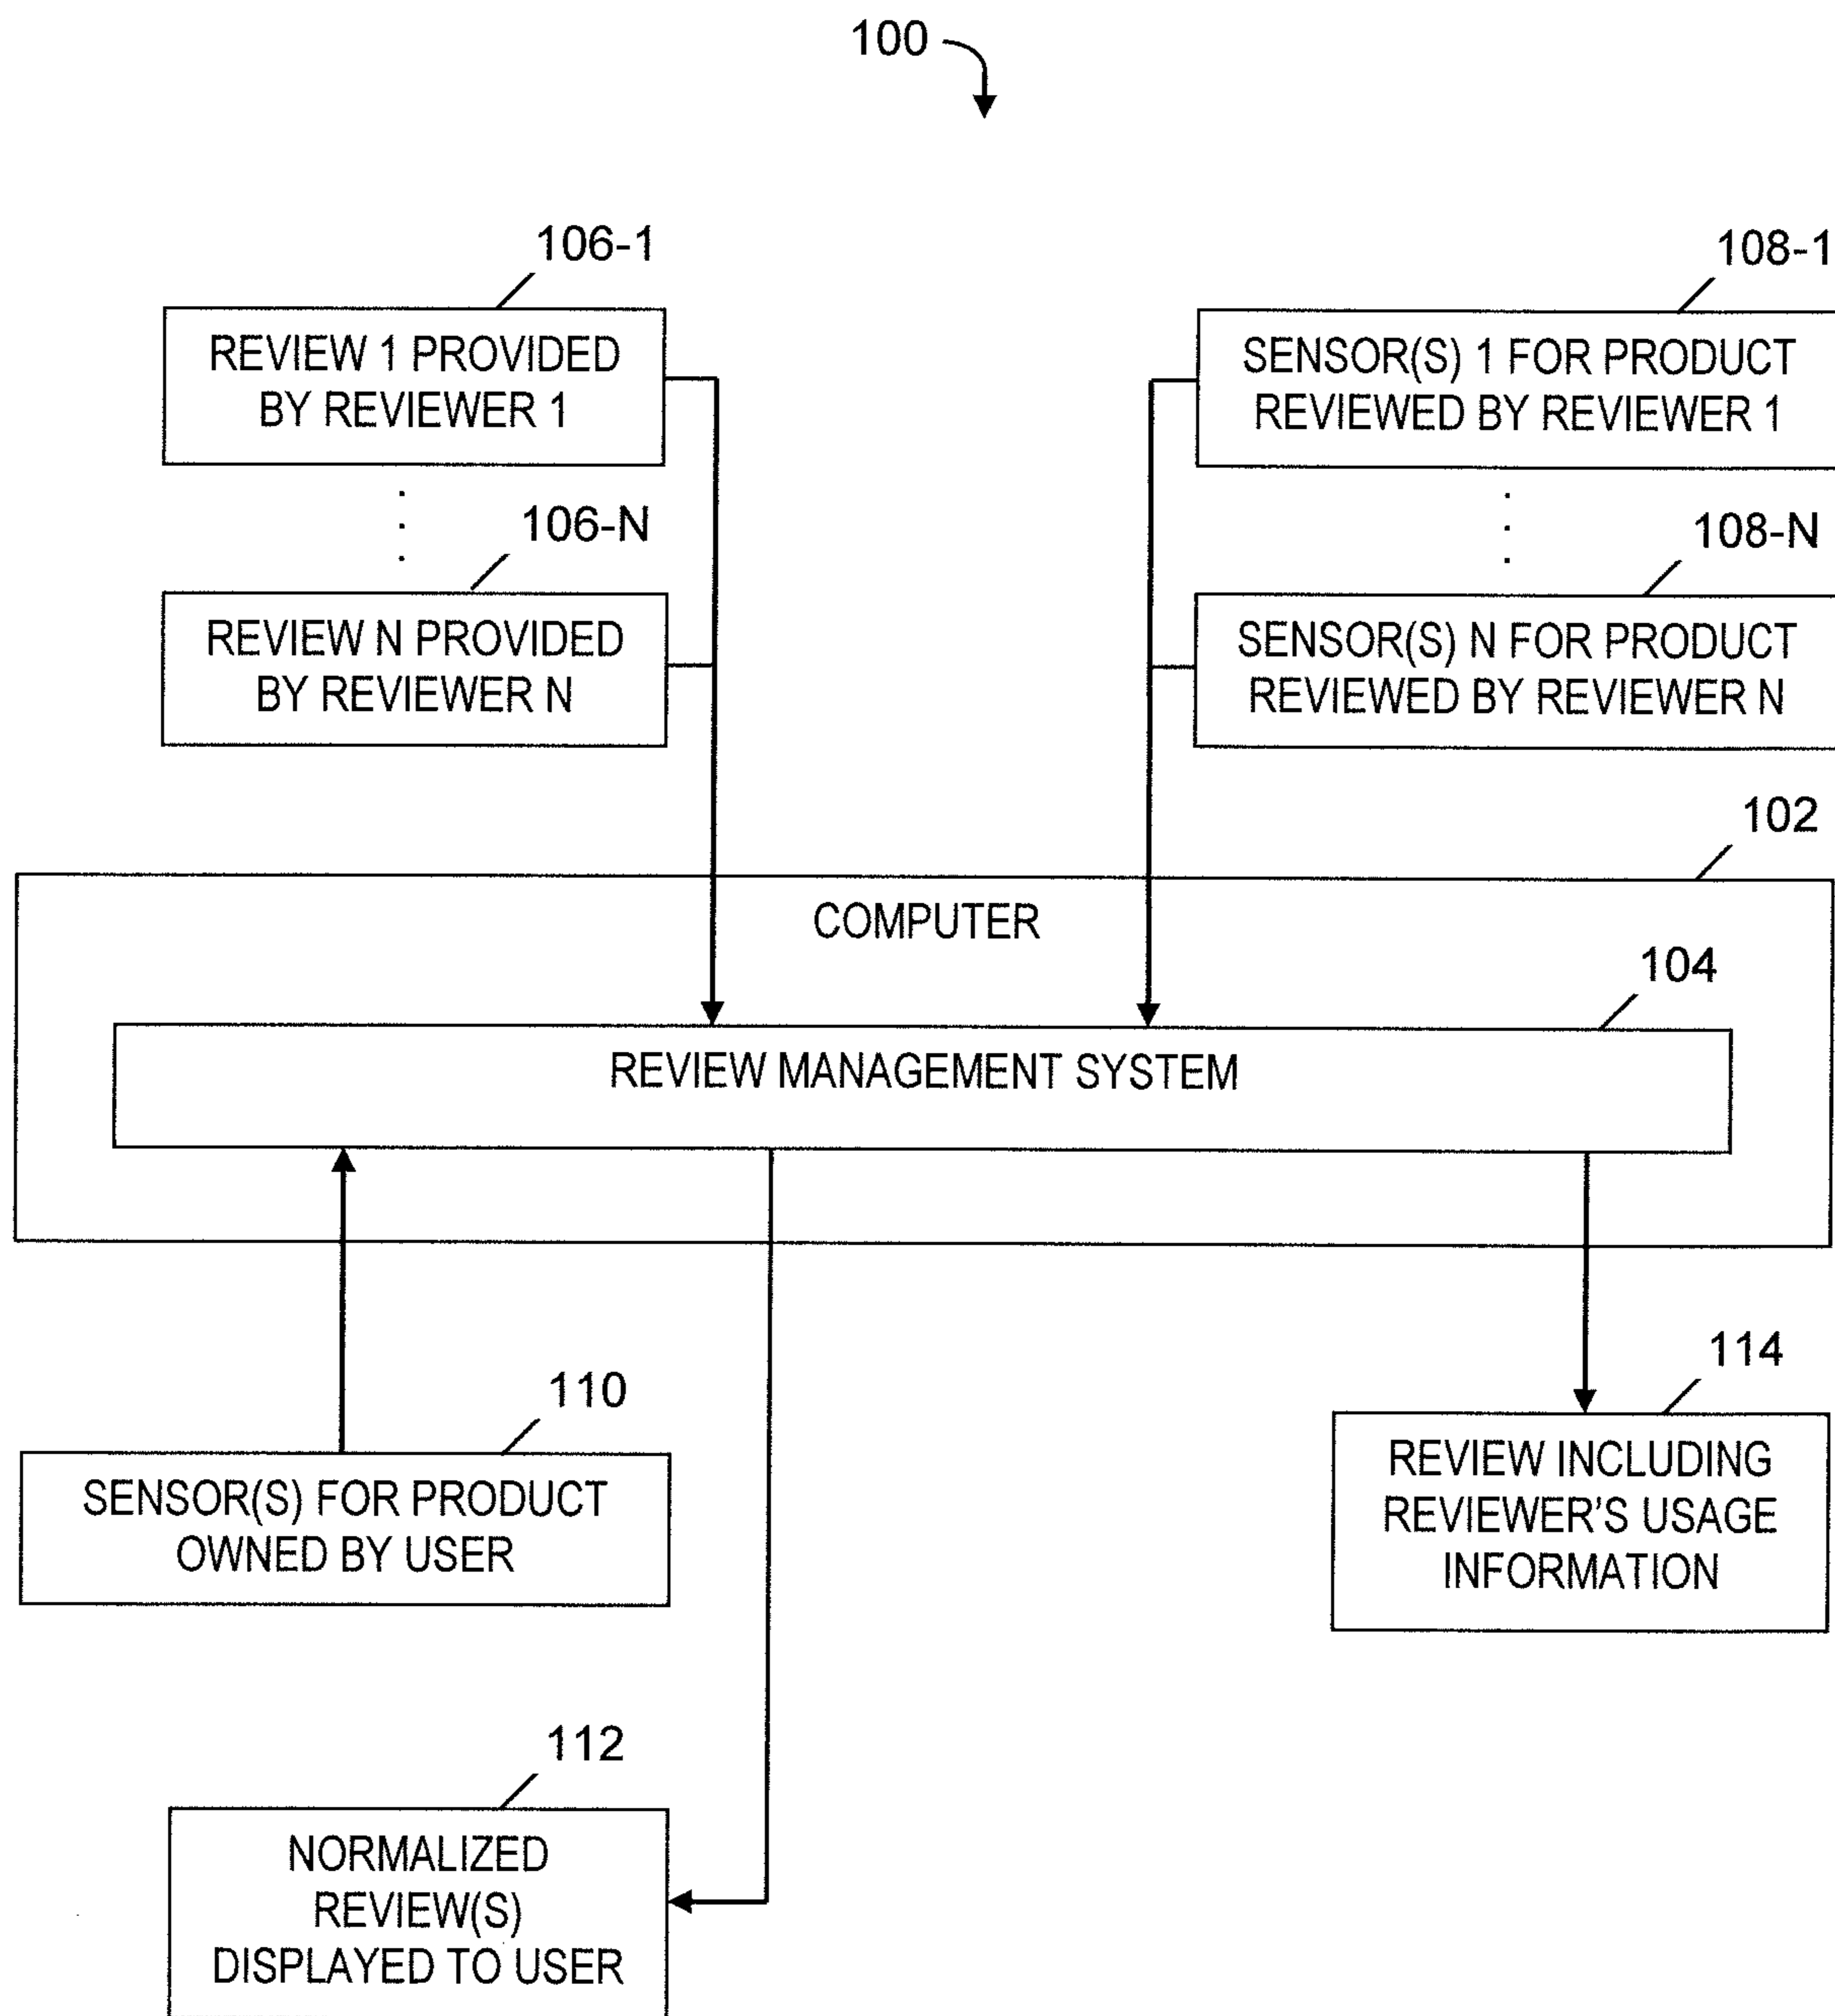 100
106-1
108-1
REVIEW 1 PROVIDED
BY REVIEWER 1
SENSOR(S) 1 FOR PRODUCT
REVIEWED BY REVIEWER 1
106-N
108-N
REVIEW N PROVIDED
BY REVIEWER N
SENSOR(S) N FOR PRODUCT
REVIEWED BY REVIEWER N
102
COMPUTER
104
REVIEW MANAGEMENT SYSTEM
110
114
SENSOR(S) FOR PRODUCT
OWNED BY USER
REVIEW INCLUDING
REVIEWER'S USAGE
INFORMATION
112
NORMALIZED
REVIEW(S)
DISPLAYED TO USER